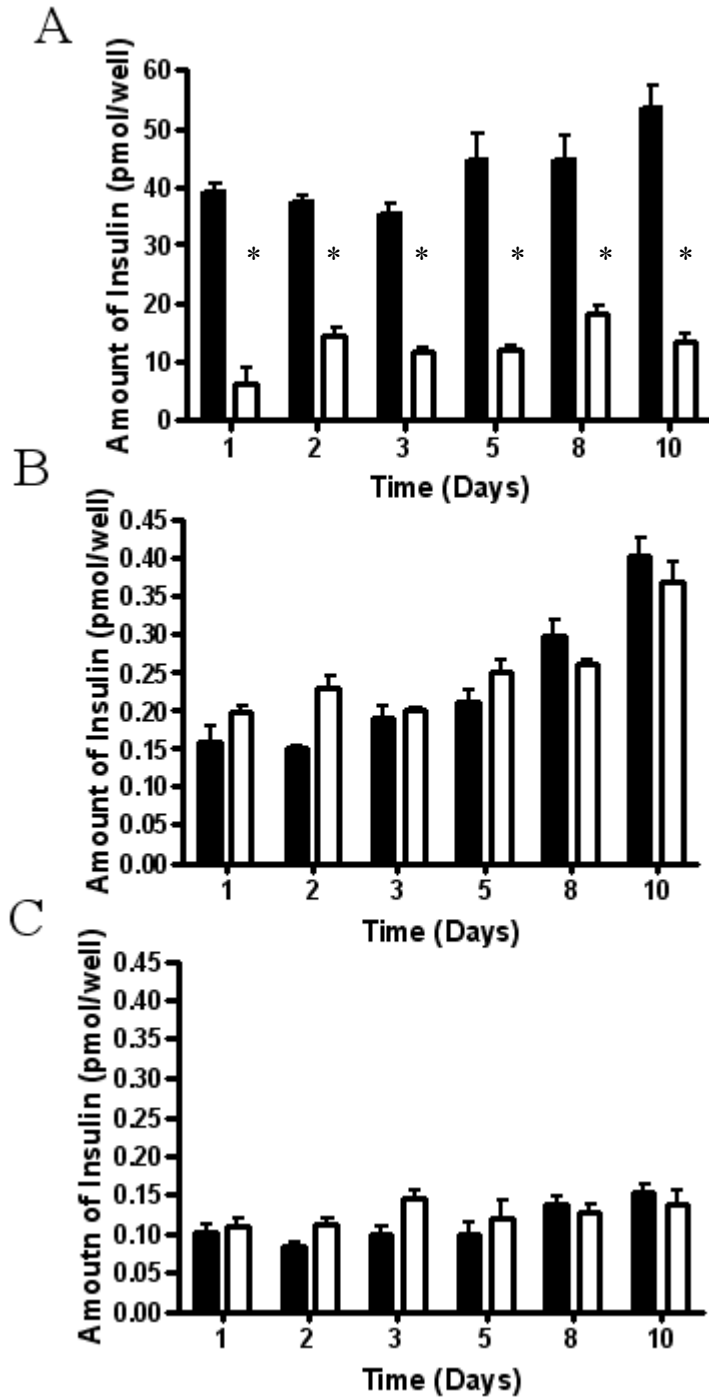 A
Amount of Insulin (pmol/well)
60
50
40
30
20
10
0
* * * * * *
1 2 3 5 8 10
Time (Days)
B
Amount of Insulin (pmol/well)
0.45
0.40
0.35
0.30
0.25
0.20
0.15
0.10
0.05
0.00
1 2 3 5 8 10
Time (Days)
C
Amoutn of Insulin (pmol/well)
0.45
0.40
0.35
0.30
0.25
0.20
0.15
0.10
0.05
0.00
1 2 3 5 8 10
Time (Days)